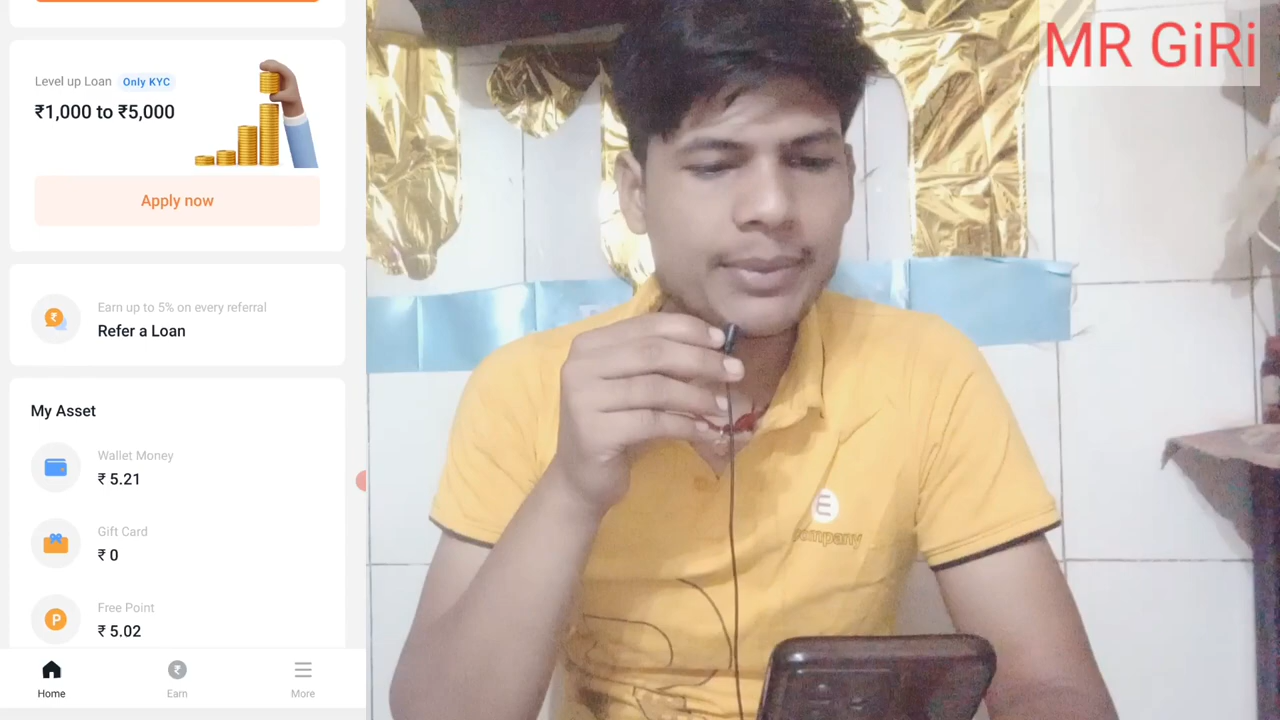 Level up Loan Only KYC
₹1,000 to ₹5,000
Apply now
Earn up to 5% on every referral
Refer a Loan
My Asset
Wallet Money
₹ 5.21
Gift Card
₹ 0
Free Point
P
₹ 5.02
Home Earn More
MR GiRi
E
company